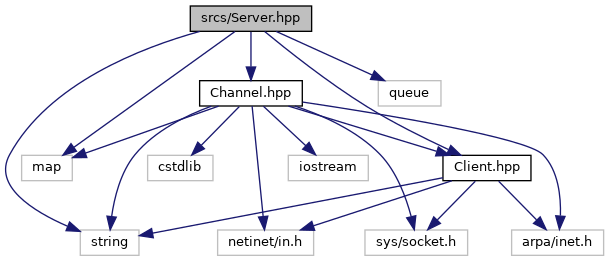 srcs/Server.hpp
Channel.hpp
queue
map
cstdlib
iostream
Client.hpp
string
netinet/in.h
sys/socket.h
arpa/inet.h